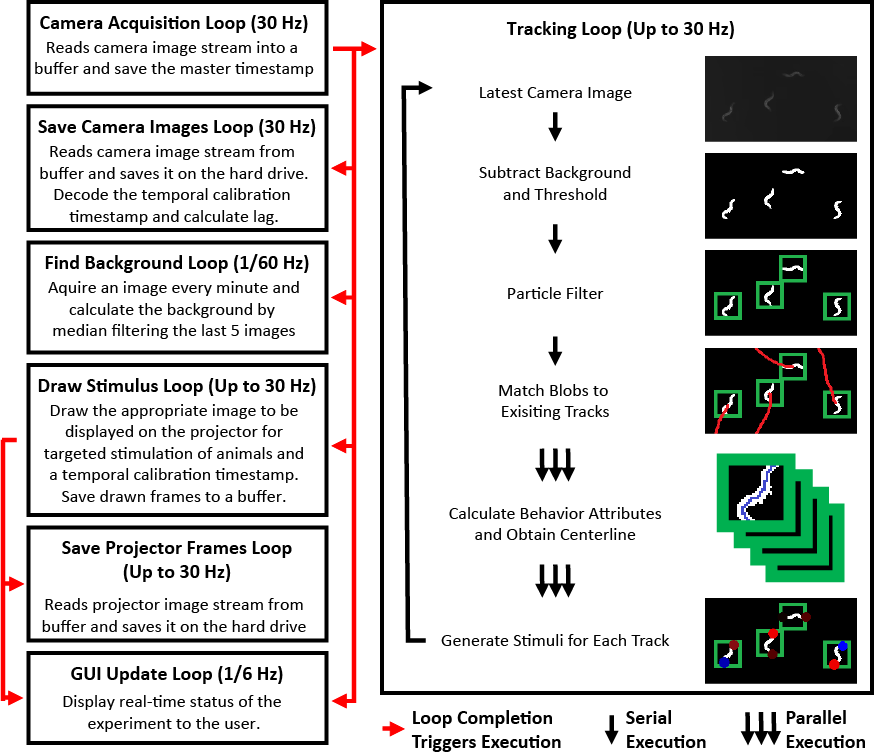 Camera Acquisition Loop (30 Hz)
Reads camera image stream into a
buffer and save the master timestamp
Save Camera Images Loop (30 Hz)
Reads camera image stream from
buffer and saves it on the hard drive.
Decode the temporal calibration
timestamp and calculate lag.
Find Background Loop (1/60 Hz)
Aquire an image every minute and
calculate the background by
median filtering the last 5 images
Draw Stimulus Loop (Up to 30 Hz)
Draw the appropriate image to be
displayed on the projector for
targeted stimulation of animals and
a temporal calibration timestamp.
Save drawn frames to a buffer.
Save Projector Frames Loop
(Up to 30 Hz)
Reads projector image stream from
buffer and saves it on the hard drive
GUI Update Loop (1/6 Hz)
Display real-time status of the
experiment to the user.
Tracking Loop (Up to 30 Hz)
Latest Camera Image
Subtract Background
and Threshold
Particle Filter
Match Blobs to
Exisiting Tracks
Calculate Behavior Attributes
and Obtain Centerline
Generate Stimuli for Each Track
Loop Completion
Triggers Execution
Serial
Execution
Parallel
Execution